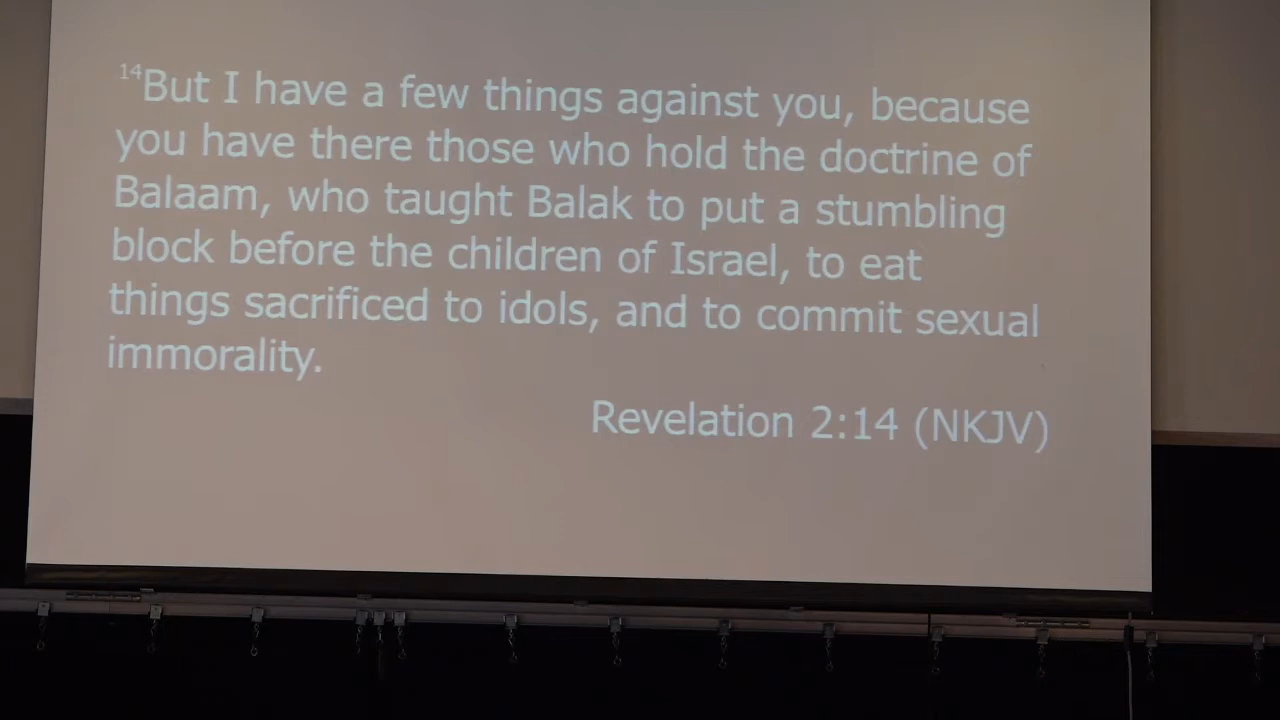 14But I have a few things against you, because
you have there those who hold the doctrine of
Balaam, who taught Balak to put a stumbling
block before the children of Israel, to eat
things sacrificed to idols, and to commit sexual
immorality.
Revelation 2:14 (NKJV)